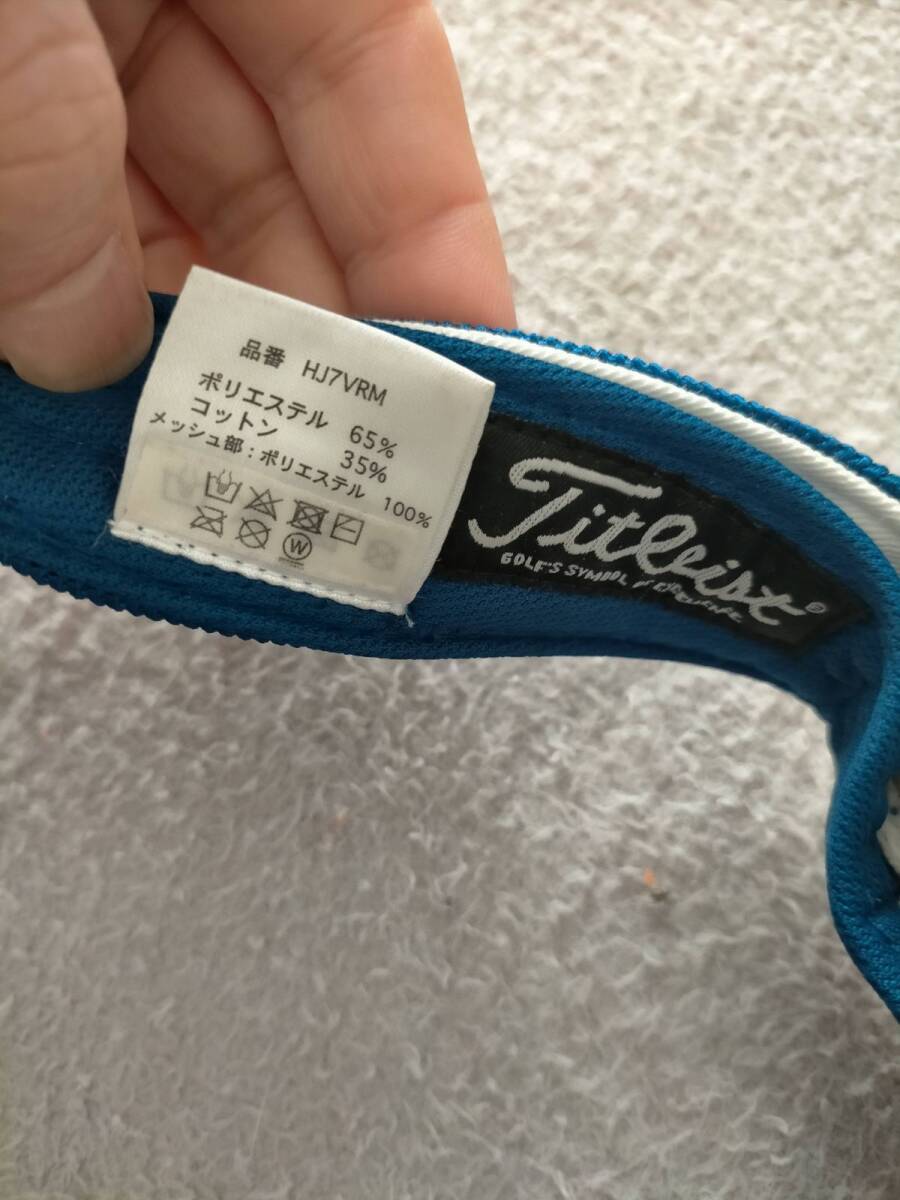 品番 HJ7VRM
ポリエステル 65%
コットン 35%
メッシュ部：ポリエステル 100%
W
Titleist®
GOLF'S SYMBOL OF EXCELLENCE